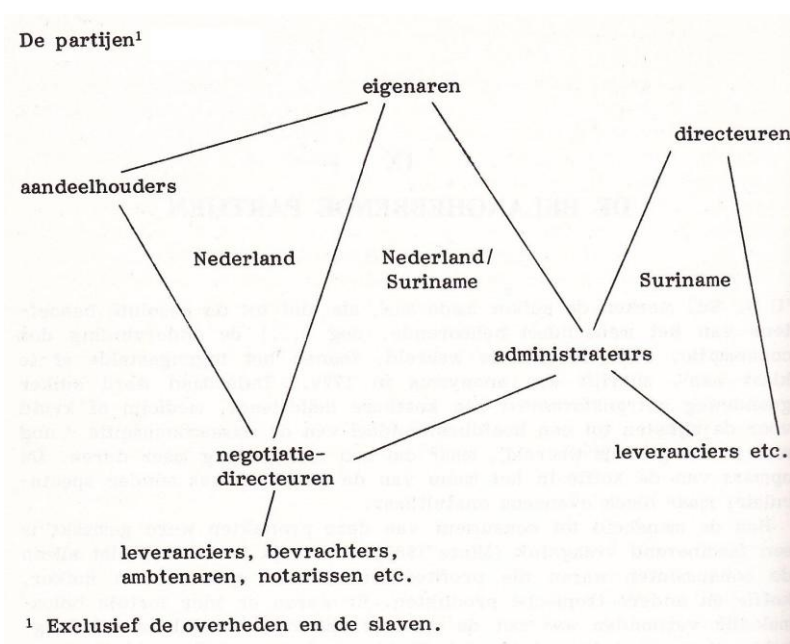 De partijen¹
eigenaren
directeuren
aandeelhouders
Nederland
Nederland/
Suriname
Suriname
administrateurs
negotiatie-
directeuren
leveranciers etc.
leveranciers, bevrachters,
ambtenaren, notarissen etc.
¹ Exclusief de overheden en de slaven.